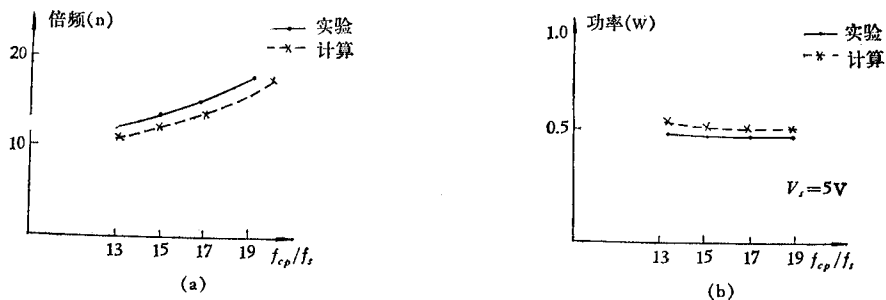 倍频(n)
实验
计算
20
10
13 15 17 19 f_cp/f_s
(a)
1.0
功率(W)
实验
计算
0.5
V_s=5V
13 15 17 19 f_cp/f_s
(b)